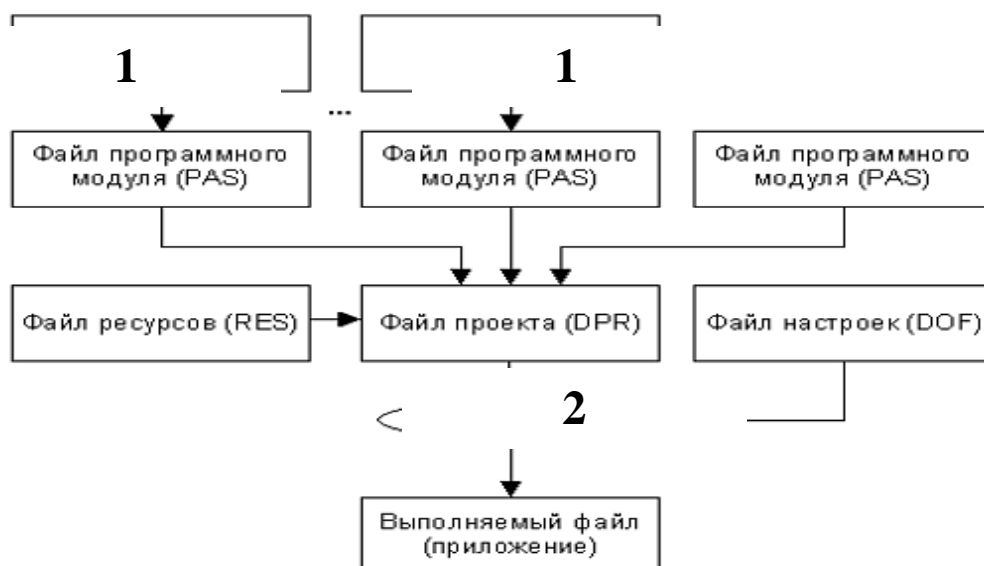 1 1
...
Файл программного модуля (PAS)
Файл программного модуля (PAS)
Файл программного модуля (PAS)
Файл ресурсов (RES)
Файл проекта (DPR)
Файл настроек (DOF)
2
Выполняемый файл
(приложение)